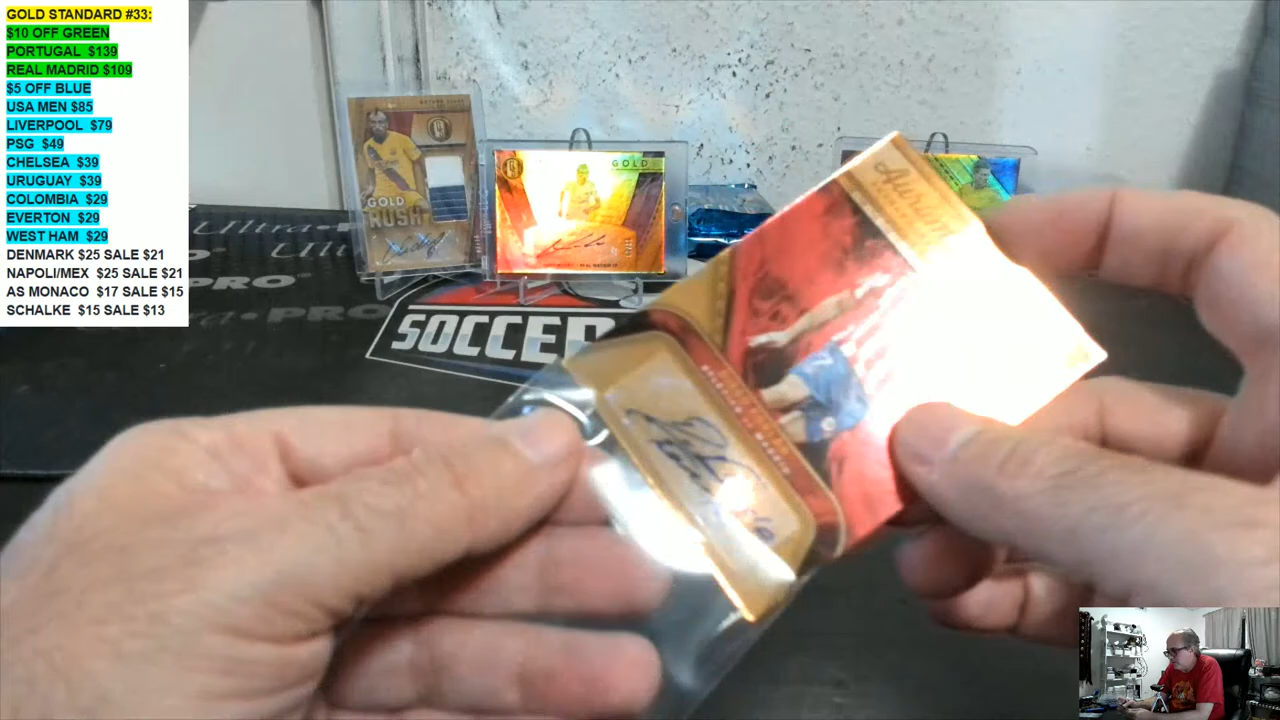 GOLD STANDARD #33:
$10 OFF GREEN
PORTUGAL $139
REAL MADRID $109
$5 OFF BLUE
USA MEN $85
LIVERPOOL $79
PSG $49
CHELSEA $39
URUGUAY $39
COLOMBIA $29
EVERTON $29
WEST HAM $29
DENMARK $25 SALE $21
NAPOLI/MEX $25 SALE $21
AS MONACO $17 SALE $15
SCHALKE $15 SALE $13
GOLD
RUSH
GOLD
Ultra-PRO
SOCCER